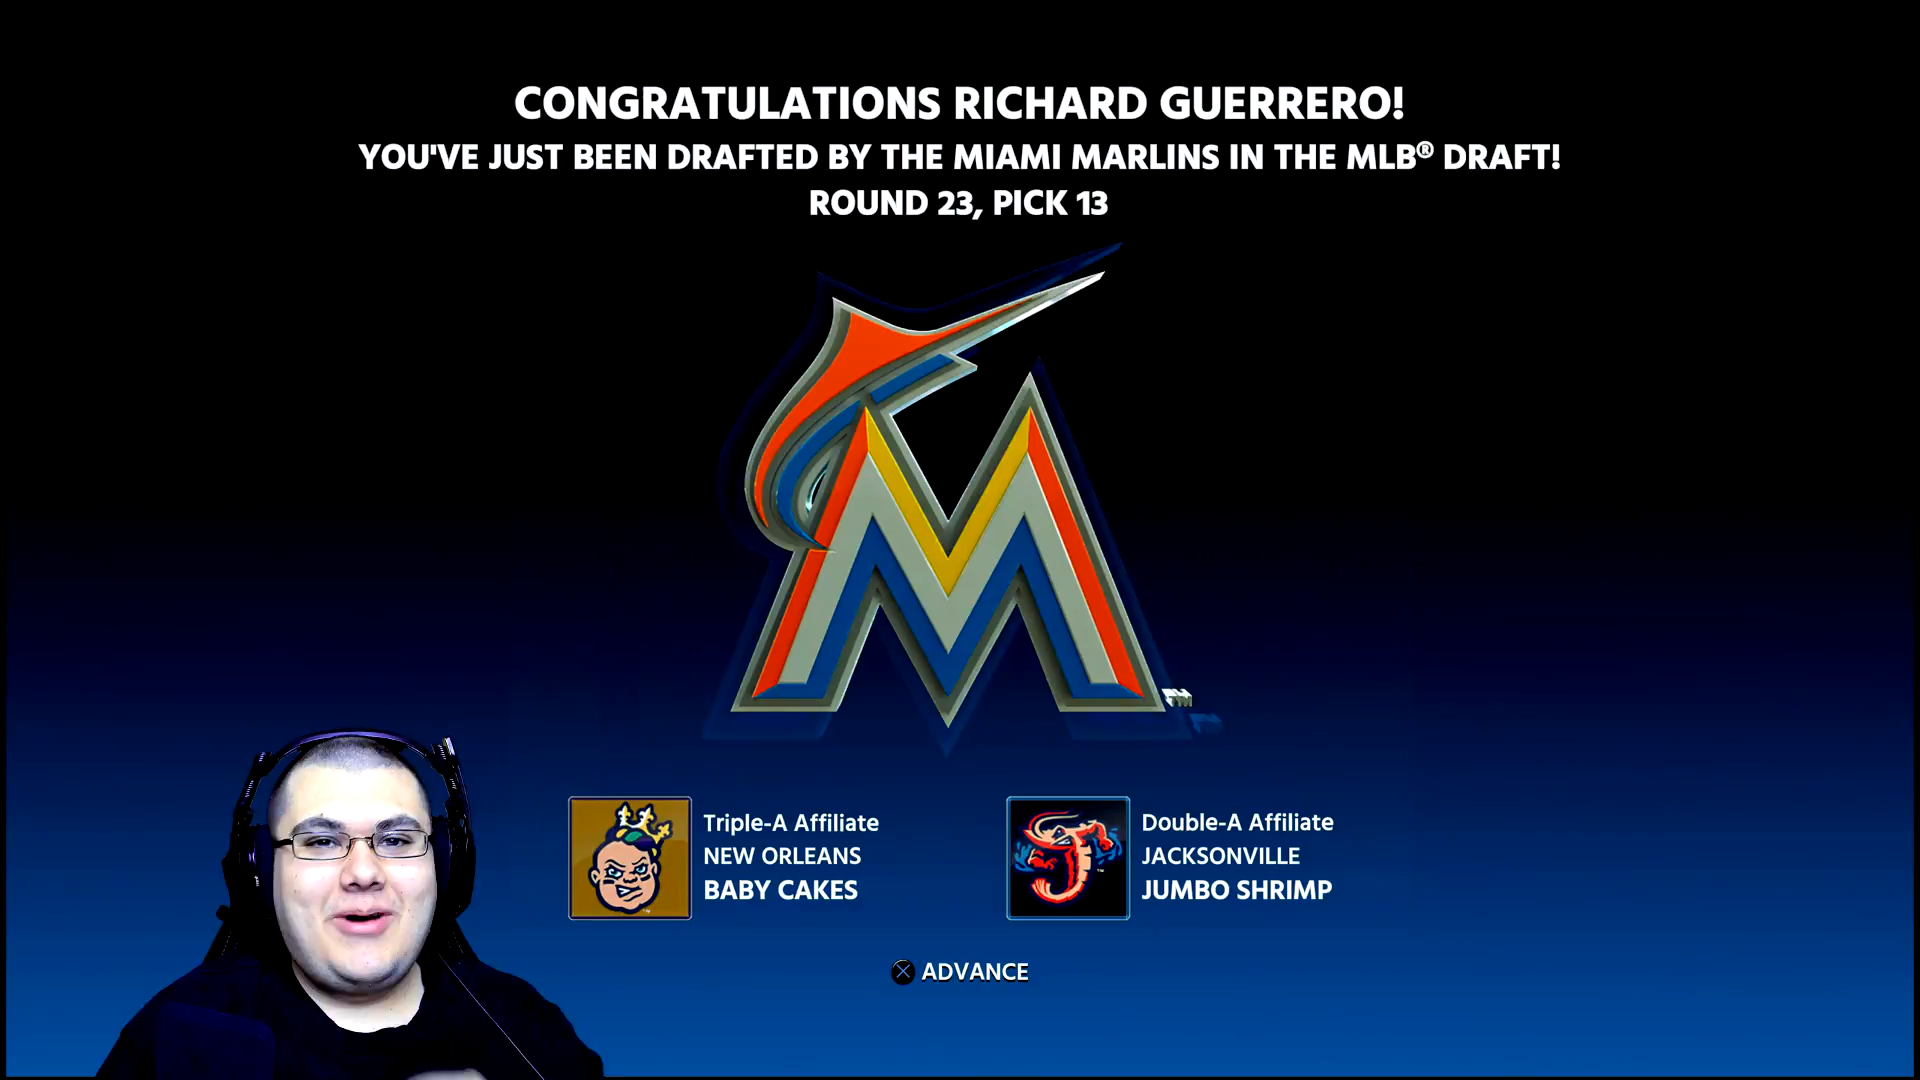 CONGRATULATIONS RICHARD GUERRERO!
YOU'VE JUST BEEN DRAFTED BY THE MIAMI MARLINS IN THE MLB® DRAFT!
ROUND 23, PICK 13
TM
Triple-A Affiliate
NEW ORLEANS
BABY CAKES
Double-A Affiliate
JACKSONVILLE
JUMBO SHRIMP
ADVANCE